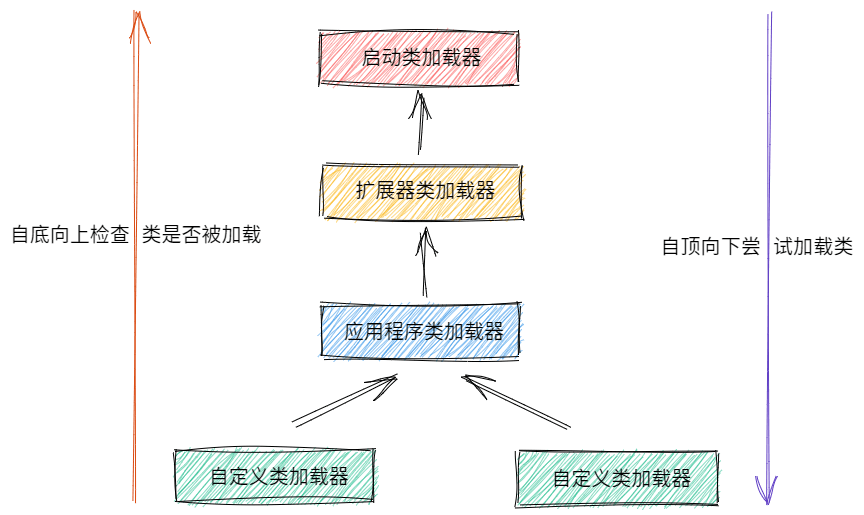 启动类加载器
扩展器类加载器
自底向上检查 类是否被加载
自顶向下尝 试加载类
应用程序类加载器
自定义类加载器
自定义类加载器